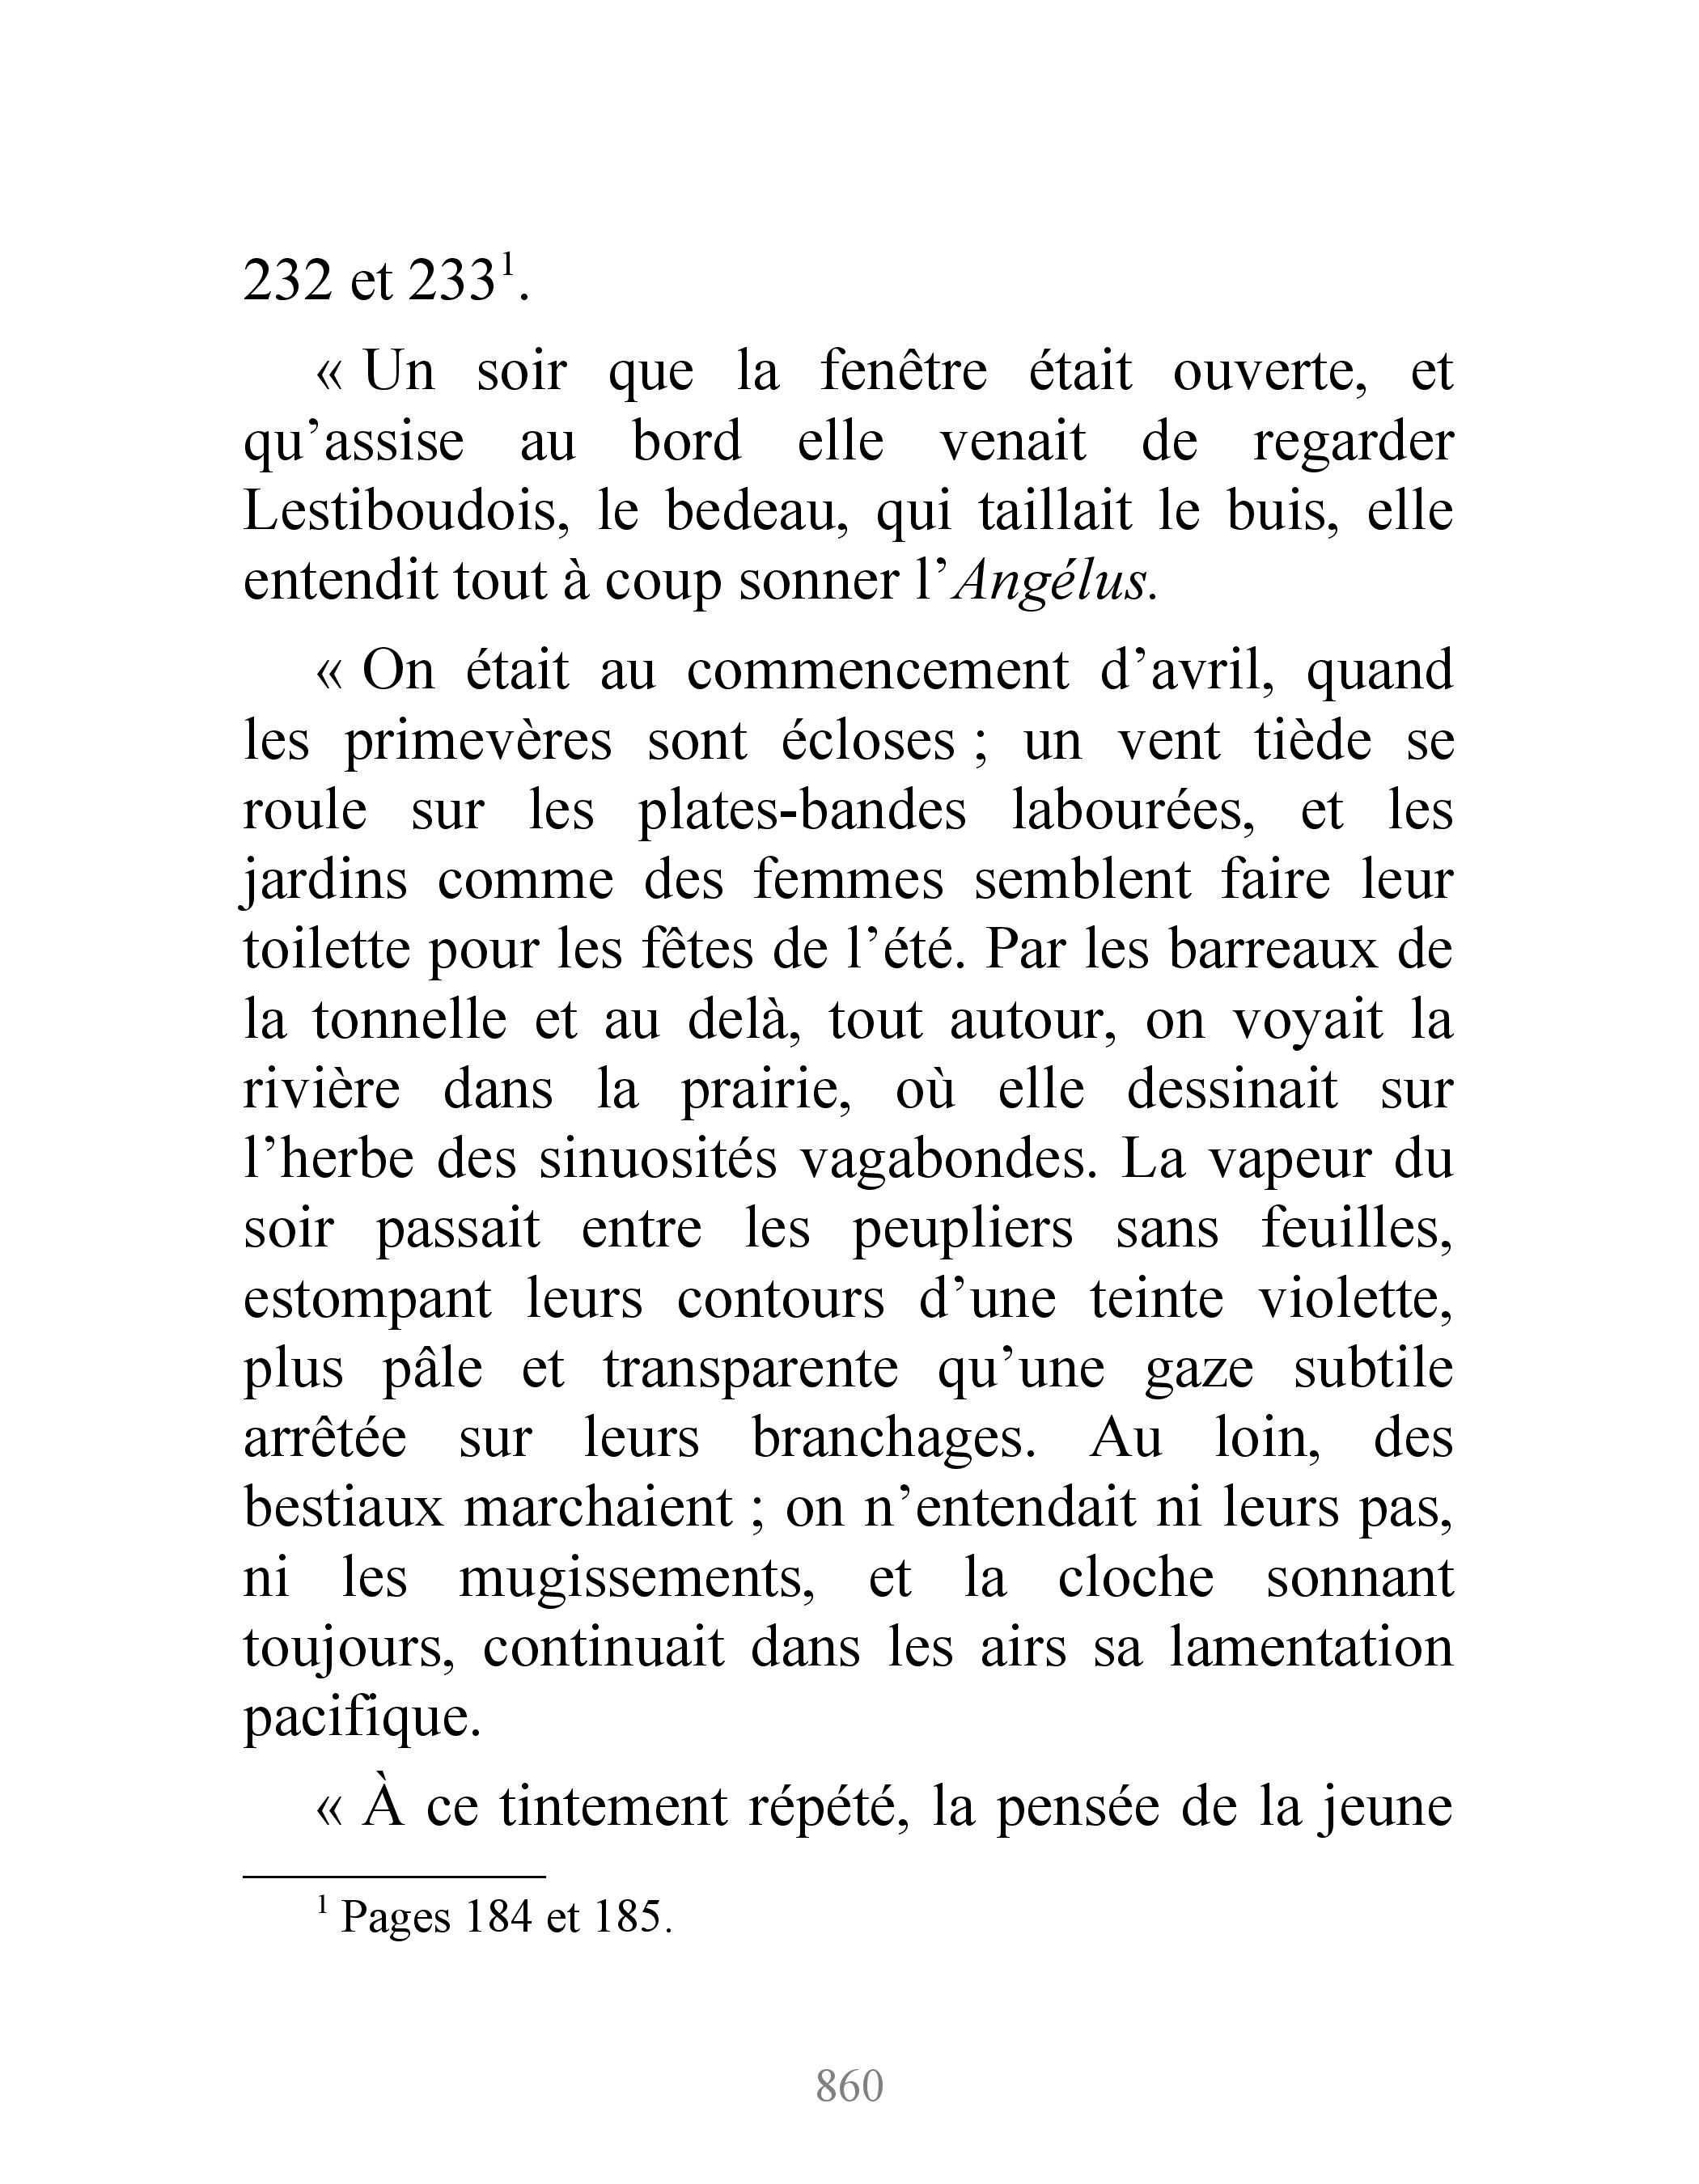 232 et 233¹.
« Un soir que la fenêtre était ouverte, et
qu’assise au bord elle venait de regarder
Lestiboudois, le bedeau, qui taillait le buis, elle
entendit tout à coup sonner l’Angélus.
« On était au commencement d’avril, quand
les primevères sont écloses ; un vent tiède se
roule sur les plates-bandes labourées, et les
jardins comme des femmes semblent faire leur
toilette pour les fêtes de l’été. Par les barreaux de
la tonnelle et au delà, tout autour, on voyait la
rivière dans la prairie, où elle dessinait sur
l’herbe des sinuosités vagabondes. La vapeur du
soir passait entre les peupliers sans feuilles,
estompant leurs contours d’une teinte violette,
plus pâle et transparente qu’une gaze subtile
arrêtée sur leurs branchages. Au loin, des
bestiaux marchaient ; on n’entendait ni leurs pas,
ni les mugissements, et la cloche sonnant
toujours, continuait dans les airs sa lamentation
pacifique.
« À ce tintement répété, la pensée de la jeune
¹ Pages 184 et 185.
860